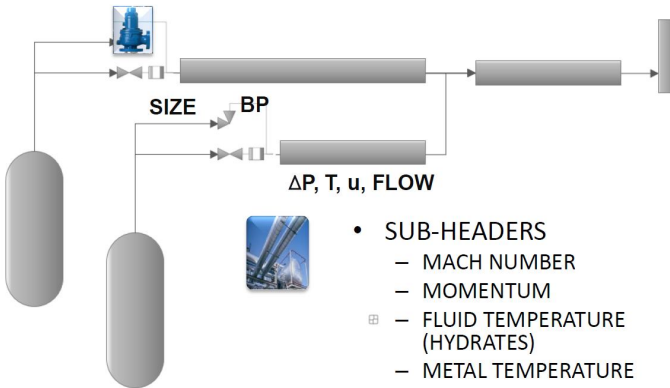 SIZE BP
ΔP, T, u, FLOW
• SUB-HEADERS
– MACH NUMBER
– MOMENTUM
– FLUID TEMPERATURE
(HYDRATES)
– METAL TEMPERATURE